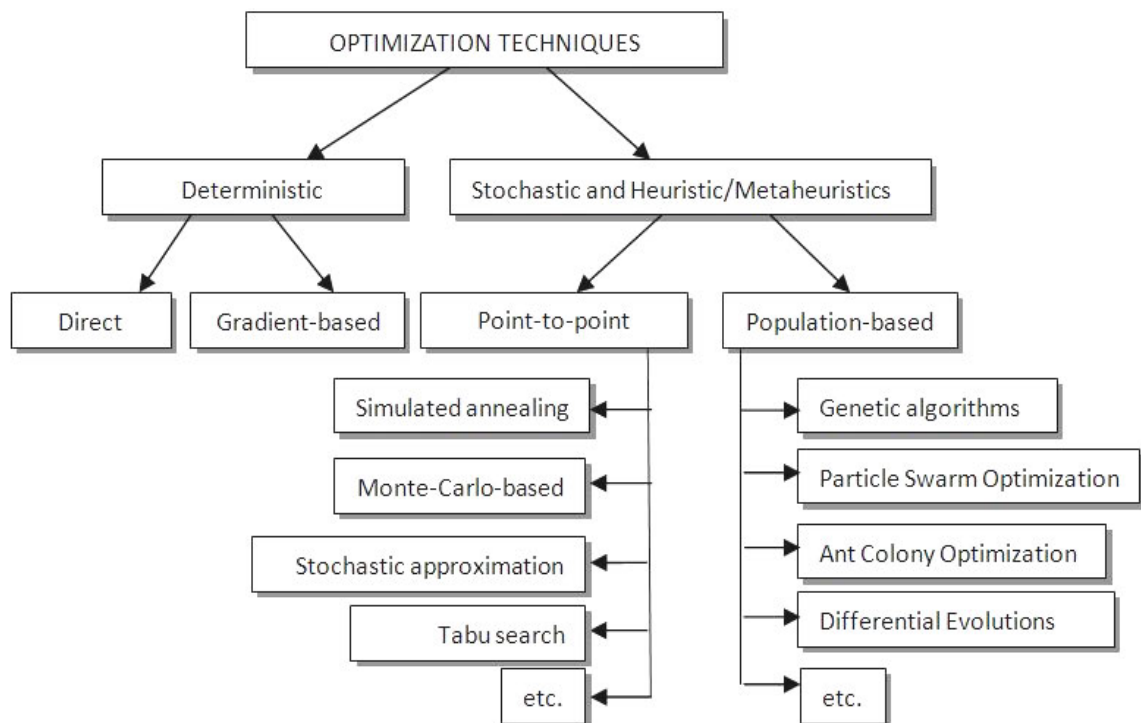 OPTIMIZATION TECHNIQUES
Deterministic
Stochastic and Heuristic/Metaheuristics
Direct
Gradient-based
Point-to-point
Population-based
Simulated annealing
Monte-Carlo-based
Stochastic approximation
Tabu search
etc.
Genetic algorithms
Particle Swarm Optimization
Ant Colony Optimization
Differential Evolutions
etc.